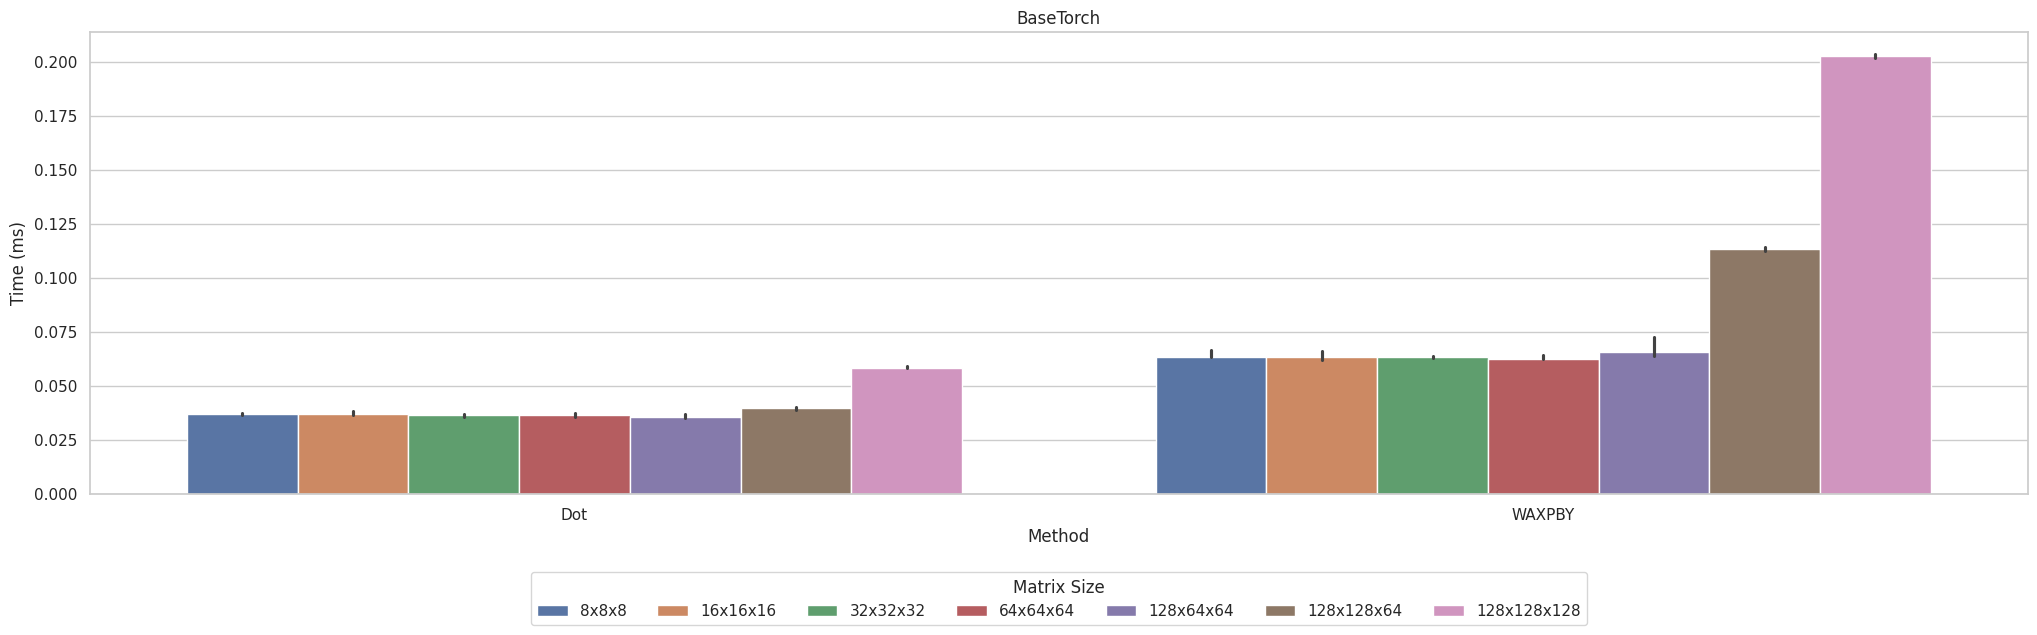 BaseTorch
Time (ms)
0.200
0.175
0.150
0.125
0.100
0.075
0.050
0.025
0.000
Dot WAXPBY
Method
Matrix Size
8x8x8 16x16x16 32x32x32 64x64x64 128x64x64 128x128x64 128x128x128